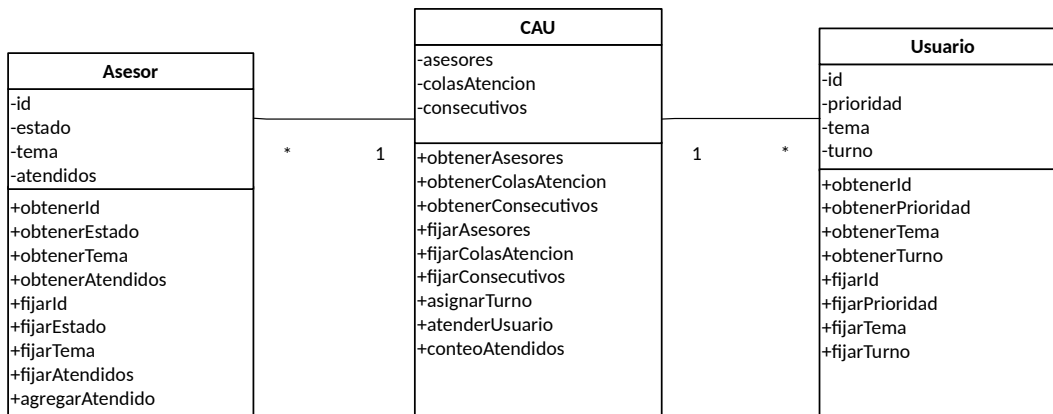 Asesor
-id
-estado
-tema
-atendidos
+obtenerId
+obtenerEstado
+obtenerTema
+obtenerAtendidos
+fijarId
+fijarEstado
+fijarTema
+fijarAtendidos
+agregarAtendido
*
1
CAU
-asesores
-colasAtencion
-consecutivos
+obtenerAsesores
+obtenerColasAtencion
+obtenerConsecutivos
+fijarAsesores
+fijarColasAtencion
+fijarConsecutivos
+asignarTurno
+atenderUsuario
+conteoAtendidos
1
*
Usuario
-id
-prioridad
-tema
-turno
+obtenerId
+obtenerPrioridad
+obtenerTema
+obtenerTurno
+fijarId
+fijarPrioridad
+fijarTema
+fijarTurno